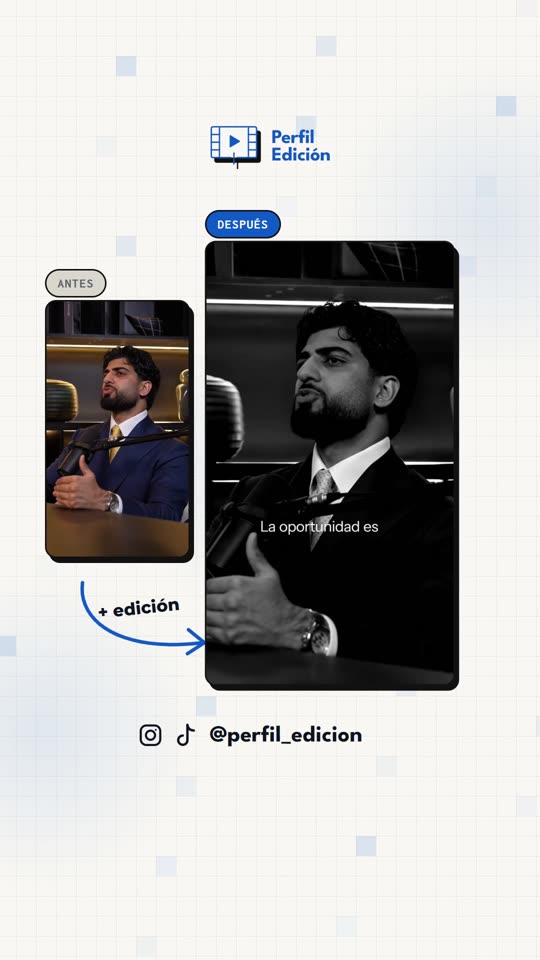 Perfil
Edición
DESPUÉS
ANTES
La oportunidad es
+ edición
@perfil_edicion